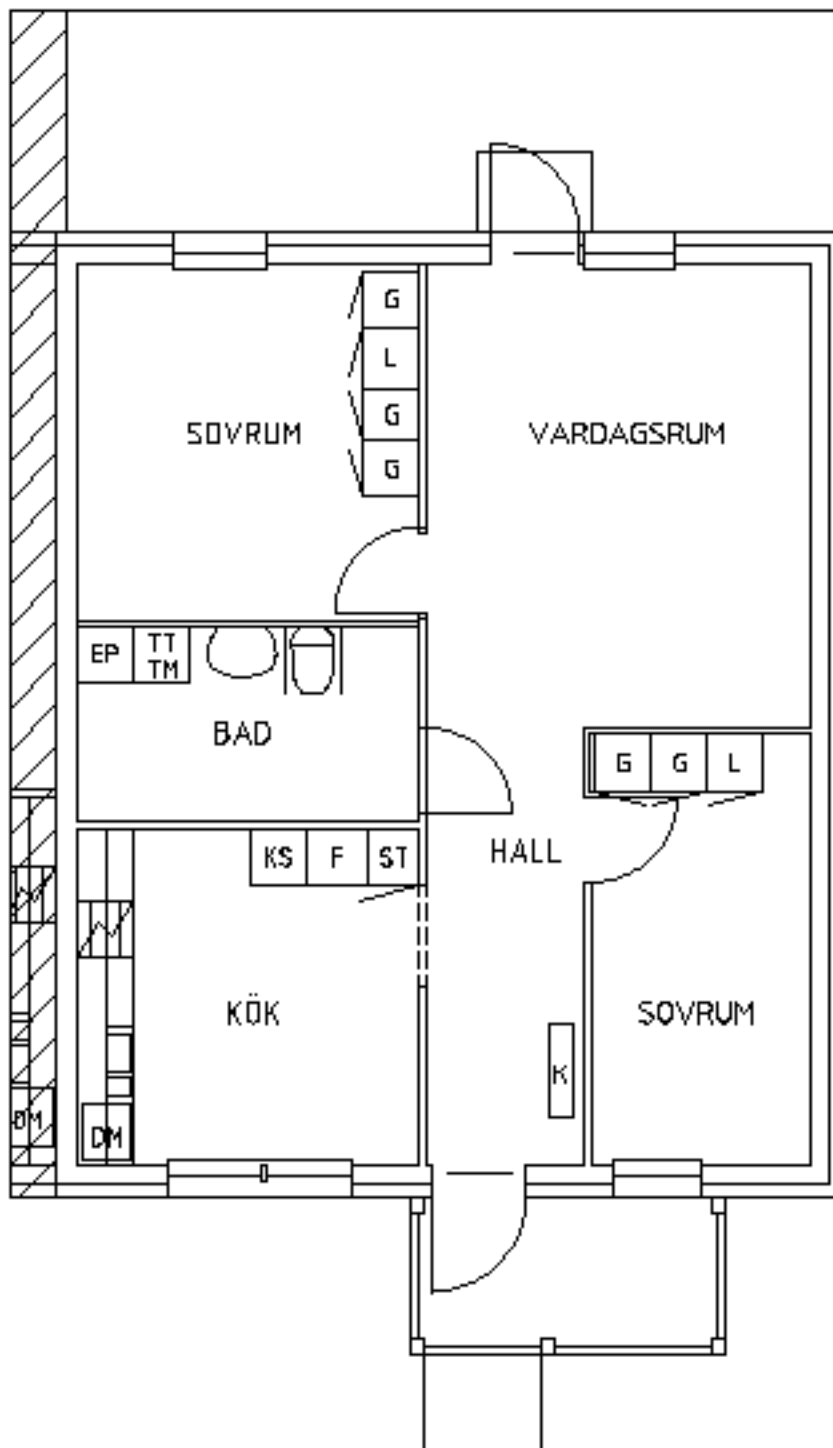 G
L
G
G
SOVRUM
VARDAGSRUM
EP
TT
TM
BAD
G G L
KS F ST
HALL
KÖK
SOVRUM
K
DM
DM